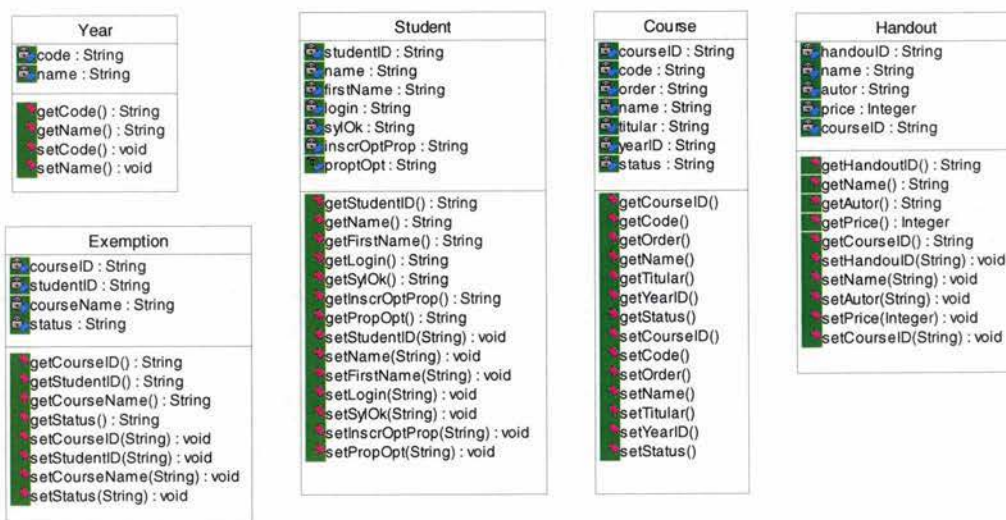 Year
code : String
name : String
getCode() : String
getName() : String
setCode() : void
setName() : void
Exemption
courseID : String
studentID : String
courseName : String
status : String
getCourseID() : String
getStudentID() : String
getCourseName() : String
getStatus() : String
setCourseID(String) : void
setStudentID(String) : void
setCourseName(String) : void
setStatus(String) : void
Student
studentID : String
name : String
firstName : String
login : String
sylOk : String
inscrOptProp : String
proptOpt : String
getStudentID() : String
getName() : String
getFirstName() : String
getLogin() : String
getSylOk() : String
getInscrOptProp() : String
getPropOpt() : String
setStudentID(String) : void
setName(String) : void
setFirstName(String) : void
setLogin(String) : void
setSylOk(String) : void
setInscrOptProp(String) : void
setPropOpt(String) : void
Course
courseID : String
code : String
order : String
name : String
titular : String
yearID : String
status : String
getCourseID()
getCode()
getOrder()
getName()
getTitular()
getYearID()
getStatus()
setCourseID()
setCode()
setOrder()
setName()
setTitular()
setYearID()
setStatus()
Handout
handouID : String
name : String
autor : String
price : Integer
courseID : String
getHandoutID() : String
getName() : String
getAutor() : String
getPrice() : Integer
getCourseID() : String
setHandouID(String) : void
setName(String) : void
setAutor(String) : void
setPrice(Integer) : void
setCourseID(String) : void